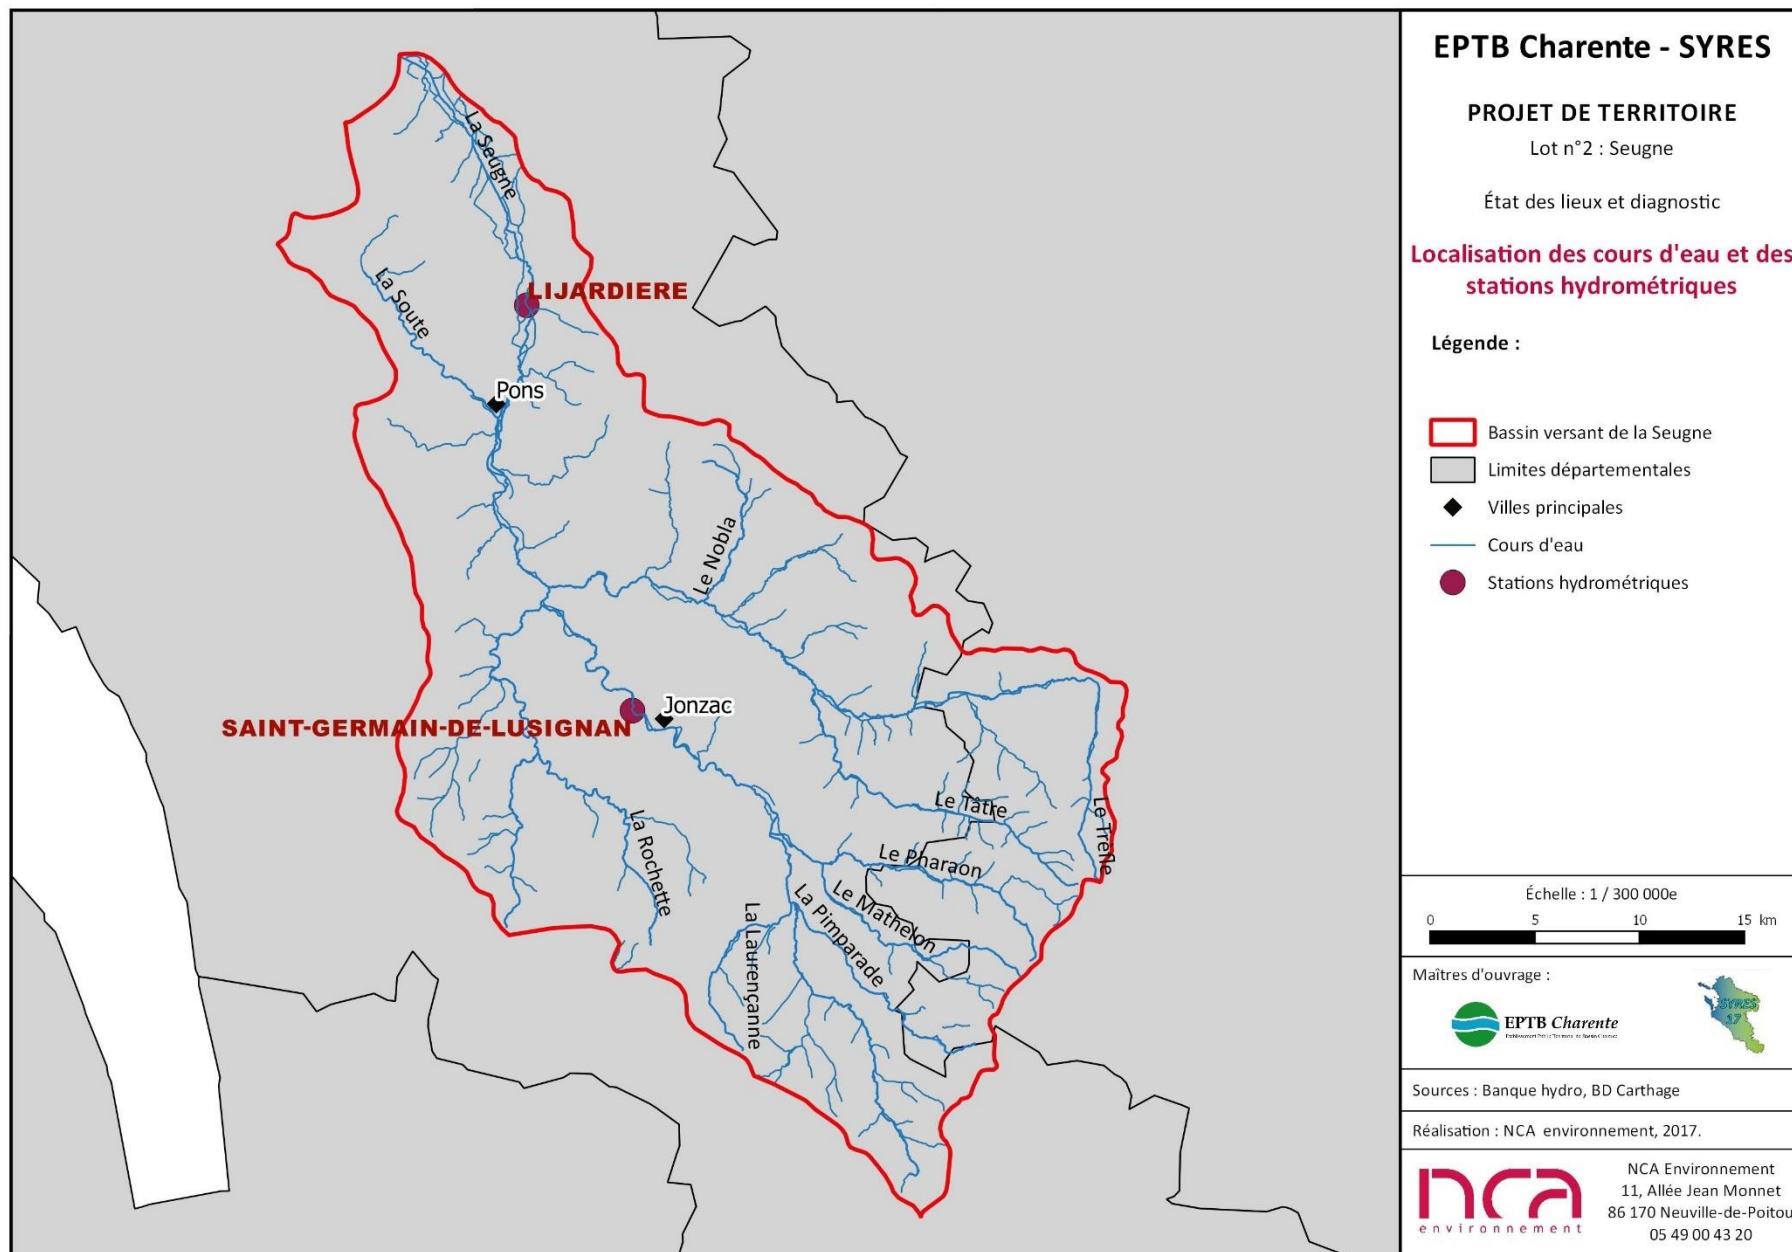 EPTB Charente - SYRES
PROJET DE TERRITOIRE
Lot n°2 : Seugne
État des lieux et diagnostic
Localisation des cours d'eau et des
stations hydrométriques
Légende :
Bassin versant de la Seugne
Limites départementales
Villes principales
Cours d'eau
Stations hydrométriques
Échelle : 1 / 300 000e
0 5 10 15 km
Maîtres d'ouvrage :
EPTB Charente
SYRES
17
Sources : Banque hydro, BD Carthage
Réalisation : NCA environnement, 2017.
nca
environnement
NCA Environnement
11, Allée Jean Monnet
86 170 Neuville-de-Poitou
05 49 00 43 20
La Seugne
La Soute
LIJARDIERE
Pons
Le Nobla
Jonzac
SAINT-GERMAIN-DE-LUSIGNAN
Le Tâtre
Le Trèfle
La Rochette
Le Pharaon
Le Mathelon
La Pimparade
La Laurençanne